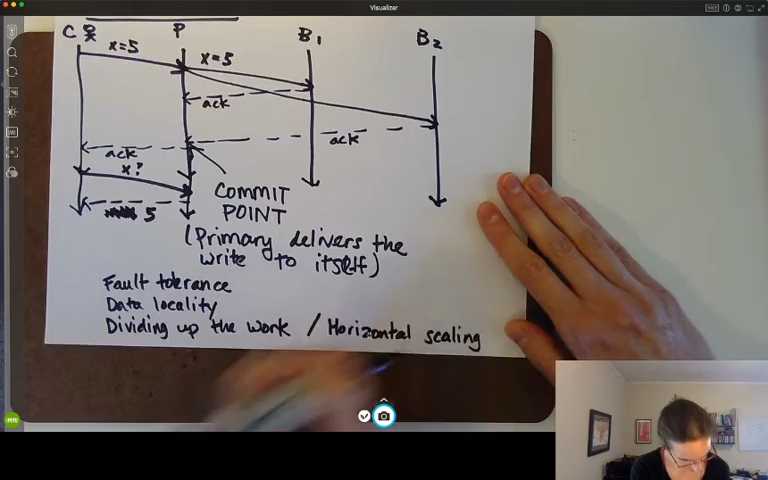 Visualizer
C P B1 B2
x=5 x=5
ack
ack
ack
x?
5
COMMIT
POINT
(Primary delivers the
write to itself)
Fault tolerance
Data locality
Dividing up the work / Horizontal scaling